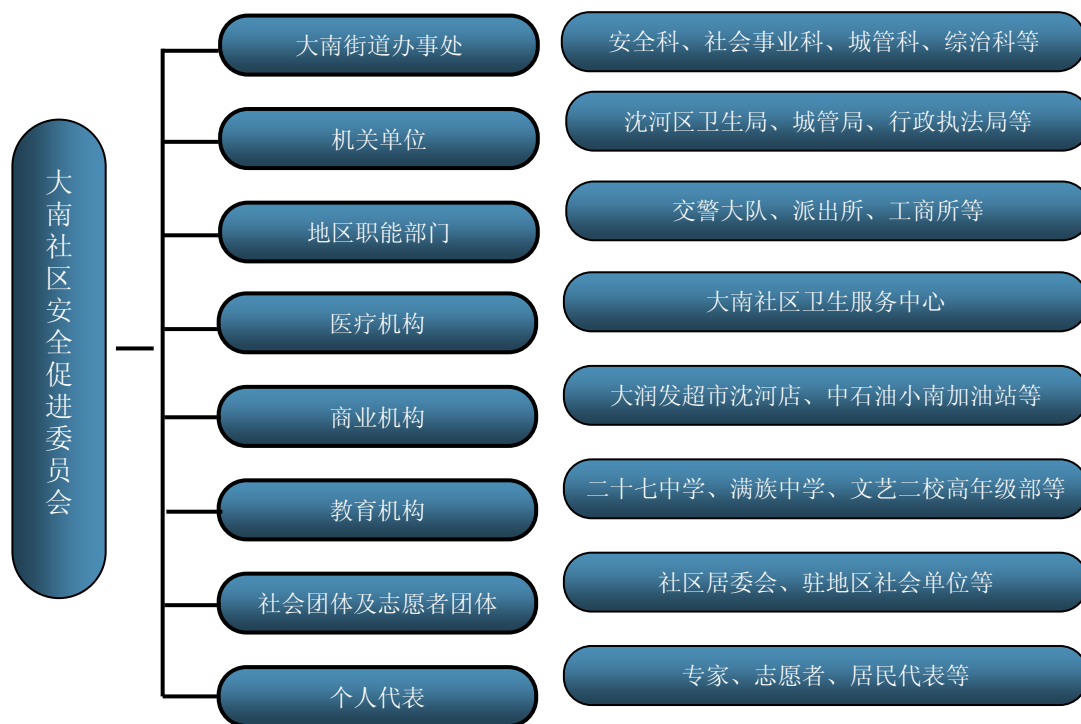 大南社区安全促进委员会
大南街道办事处
安全科、社会事业科、城管科、综治科等
机关单位
沈河区卫生局、城管局、行政执法局等
地区职能部门
交警大队、派出所、工商所等
医疗机构
大南社区卫生服务中心
商业机构
大润发超市沈河店、中石油小南加油站等
教育机构
二十七中学、满族中学、文艺二校高年级部等
社会团体及志愿者团体
社区居委会、驻地区社会单位等
个人代表
专家、志愿者、居民代表等